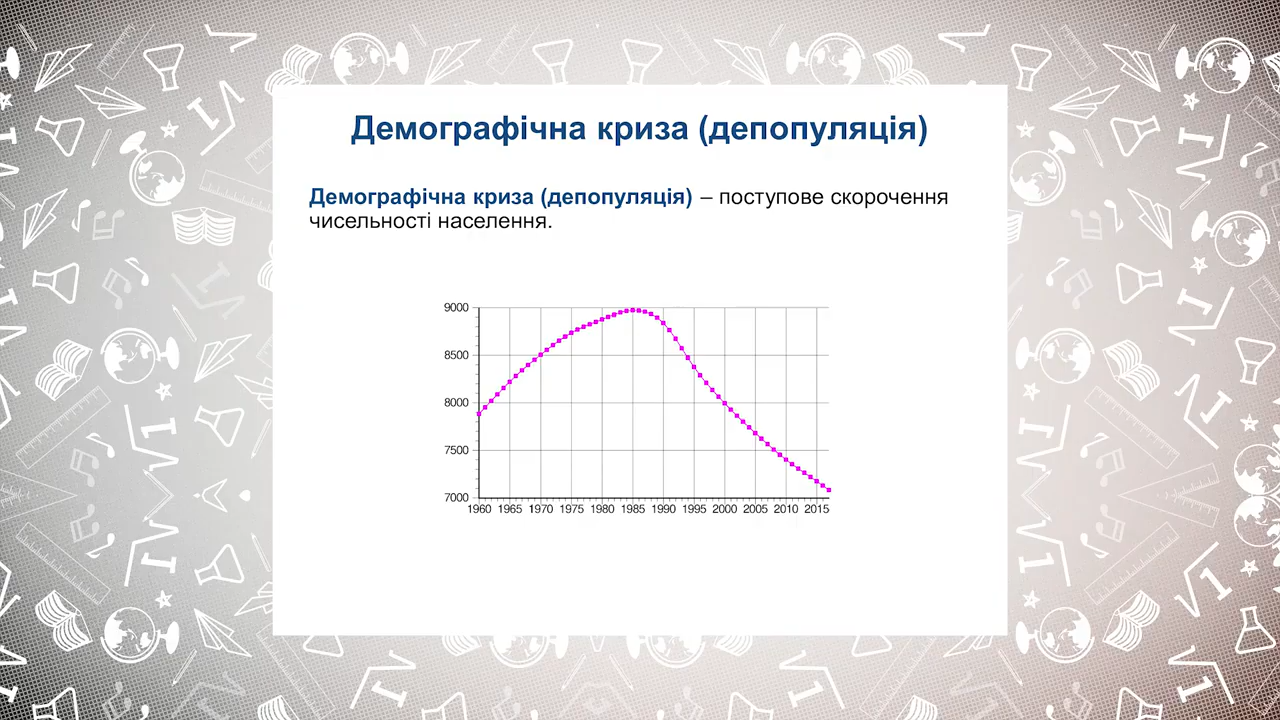 Демографічна криза (депопуляція)
Демографічна криза (депопуляція) – поступове скорочення
чисельності населення.
9000
8500
8000
7500
7000
1960 1965 1970 1975 1980 1985 1990 1995 2000 2005 2010 2015